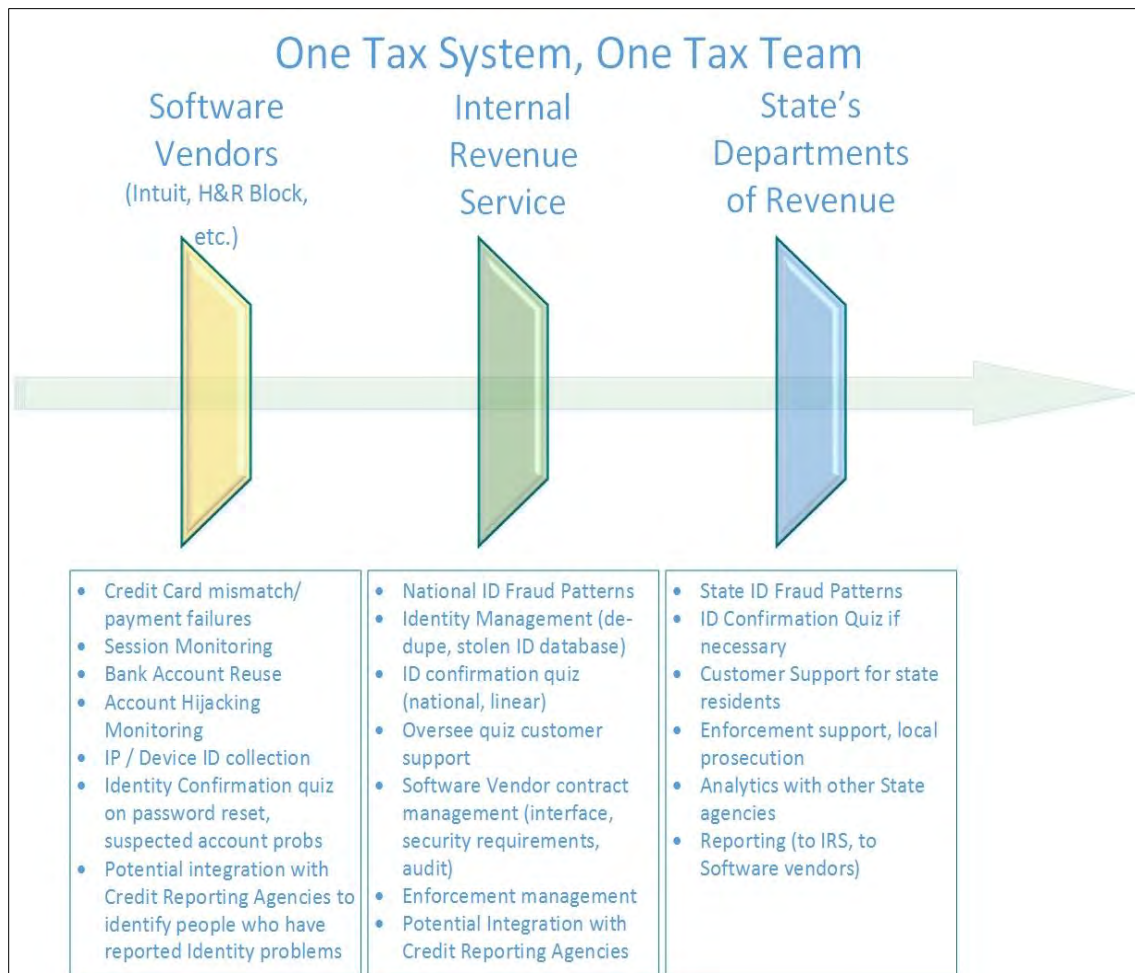 One Tax System, One Tax Team
Software
Vendors
(Intuit, H&R Block,
etc.)
Internal
Revenue
Service
State's
Departments
of Revenue
• Credit Card mismatch/
payment failures
• Session Monitoring
• Bank Account Reuse
• Account Hijacking
Monitoring
• IP / Device ID collection
• Identity Confirmation quiz
on password reset,
suspected account probs
• Potential integration with
Credit Reporting Agencies to
identify people who have
reported Identity problems
• National ID Fraud Patterns
• Identity Management (de-
dupe, stolen ID database)
• ID confirmation quiz
(national, linear)
• Oversee quiz customer
support
• Software Vendor contract
management (interface,
security requirements,
audit)
• Enforcement management
• Potential Integration with
Credit Reporting Agencies
• State ID Fraud Patterns
• ID Confirmation Quiz if
necessary
• Customer Support for state
residents
• Enforcement support, local
prosecution
• Analytics with other State
agencies
• Reporting (to IRS, to
Software vendors)